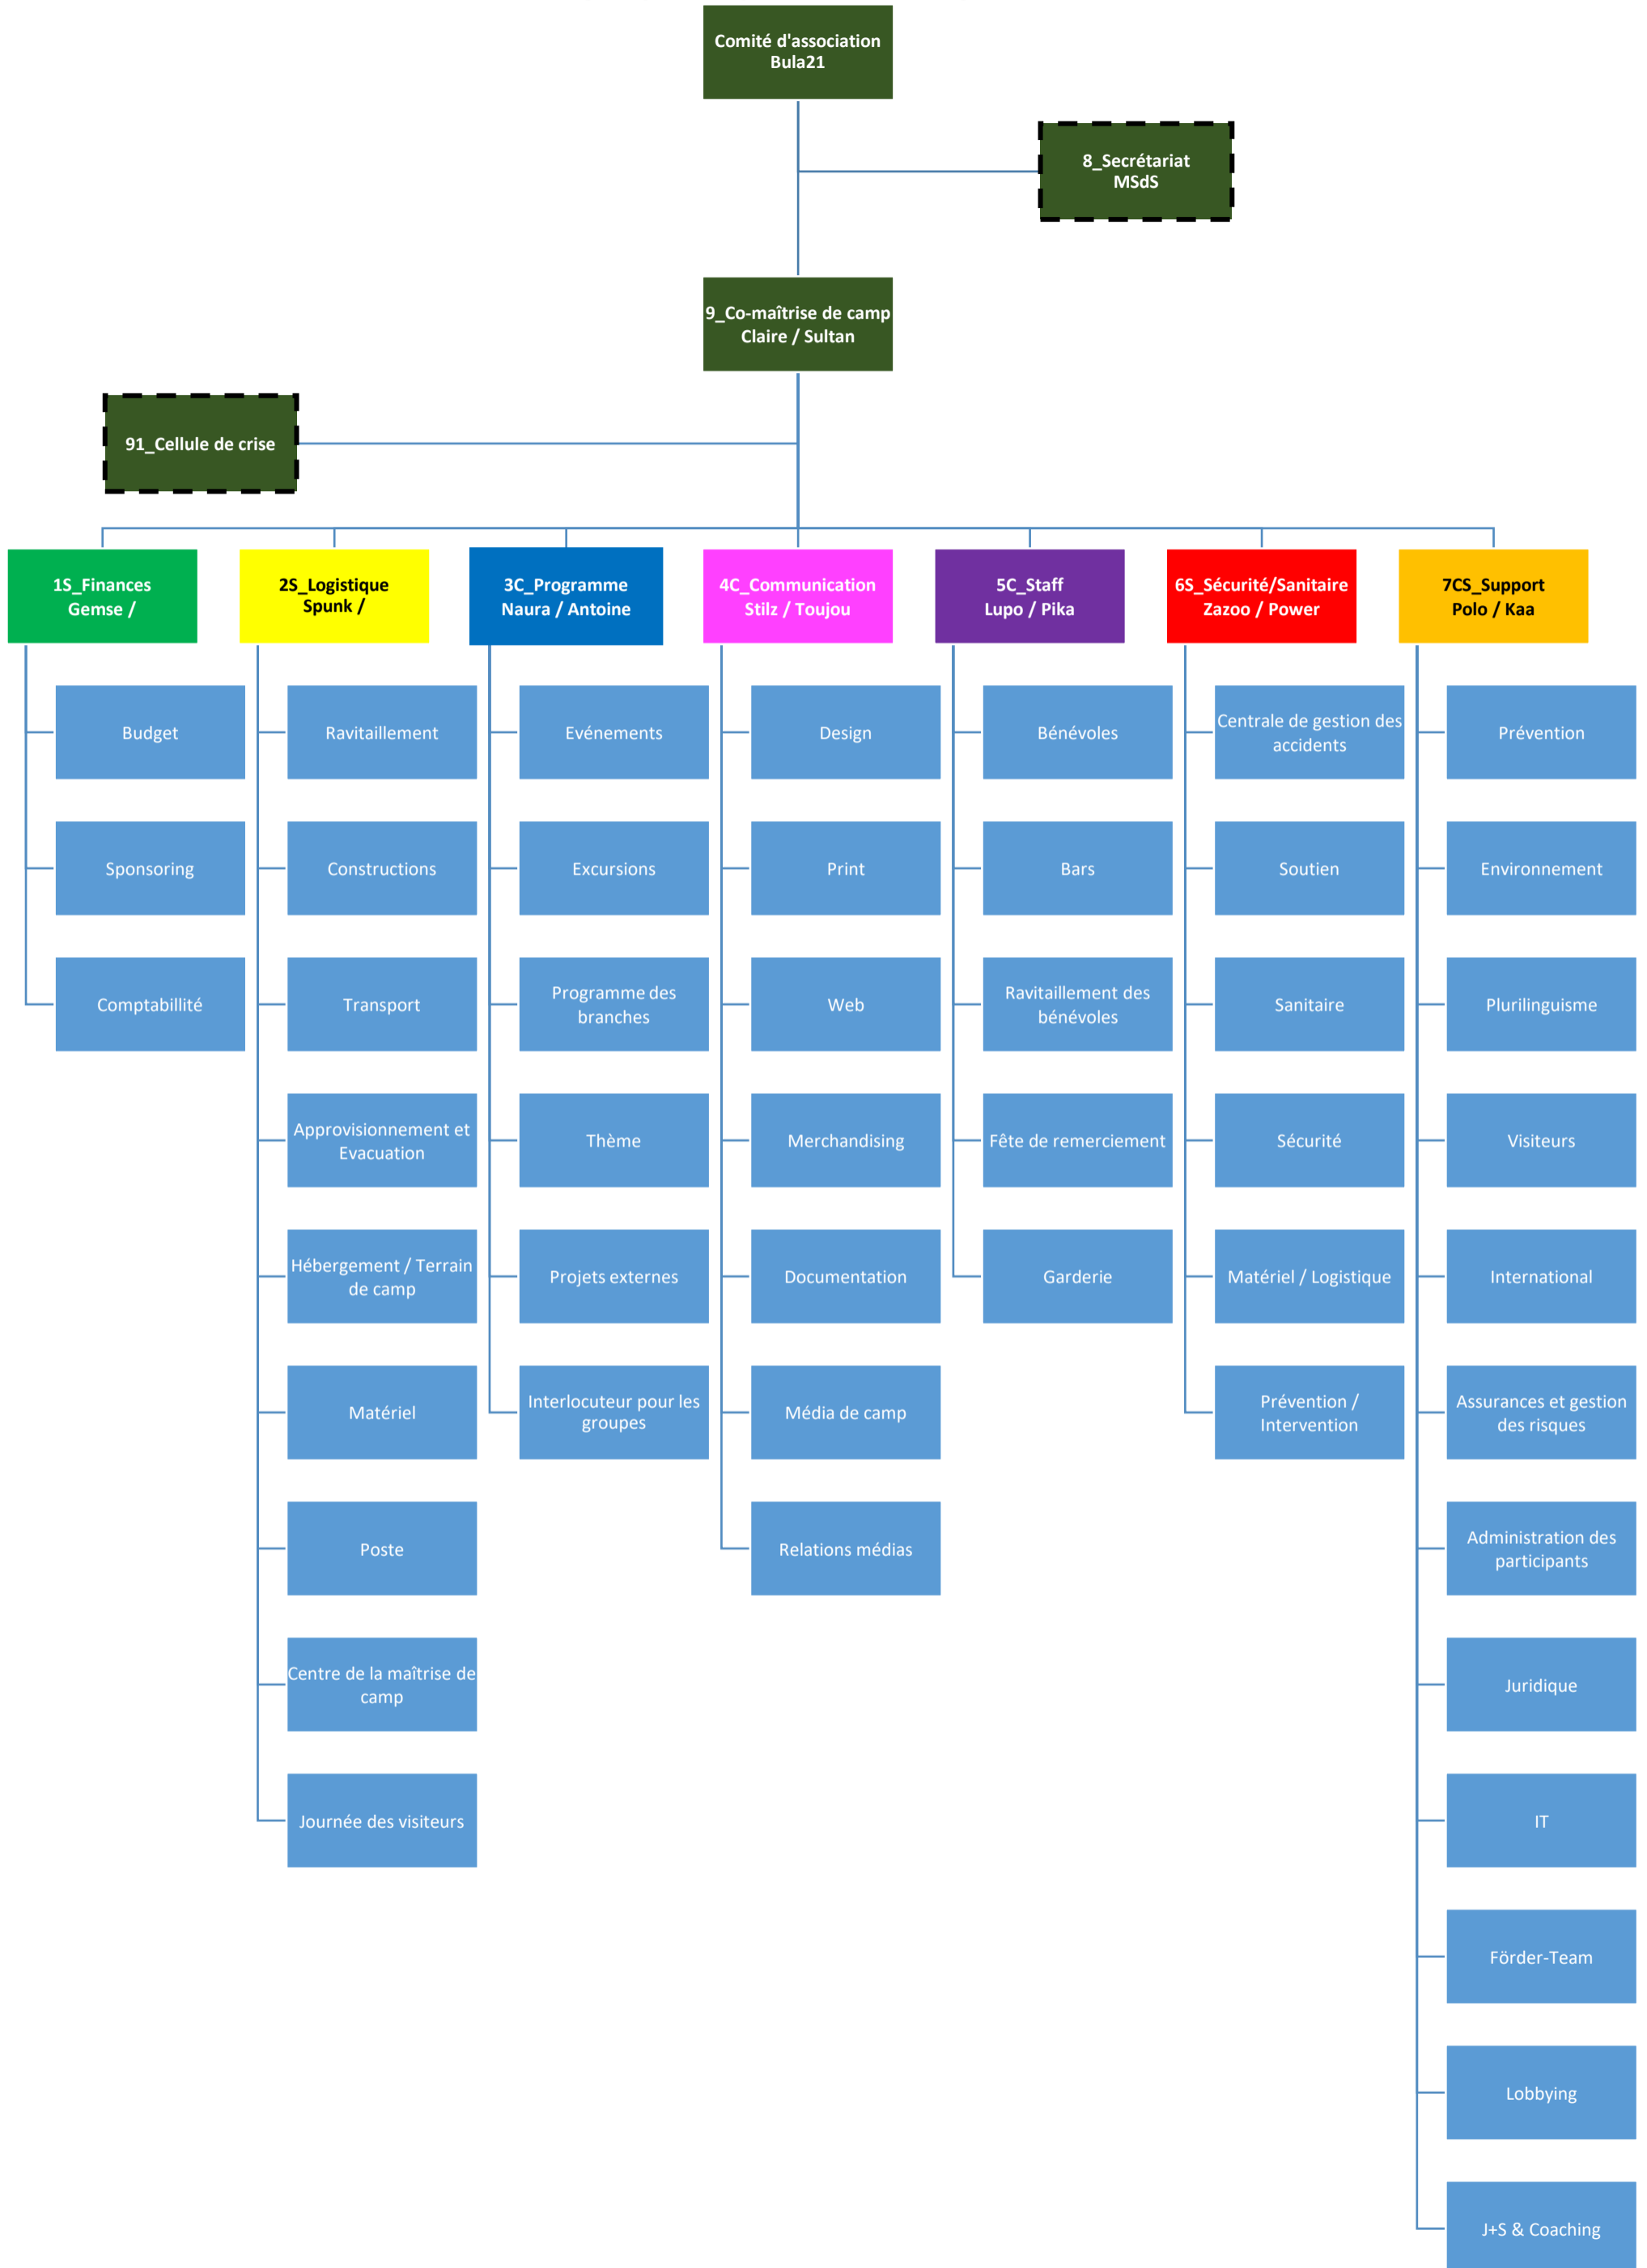 Comité d'association
Bula21
8_Secrétariat
MSdS
9_Co-maîtrise de camp
Claire / Sultan
91_Cellule de crise
1S_Finances
Gemse /
2S_Logistique
Spunk /
3C_Programme
Naura / Antoine
4C_Communication
Stilz / Toujou
5C_Staff
Lupo / Pika
6S_Sécurité/Sanitaire
Zazoo / Power
7CS_Support
Polo / Kaa
Budget
Sponsoring
Comptabillité
Ravitaillement
Constructions
Transport
Approvisionnement et
Evacuation
Hébergement / Terrain
de camp
Matériel
Poste
Centre de la maîtrise de
camp
Journée des visiteurs
Evénements
Excursions
Programme des
branches
Thème
Projets externes
Interlocuteur pour les
groupes
Design
Print
Web
Merchandising
Documentation
Média de camp
Relations médias
Bénévoles
Bars
Ravitaillement des
bénévoles
Fête de remerciement
Garderie
Centrale de gestion des
accidents
Soutien
Sanitaire
Sécurité
Matériel / Logistique
Prévention /
Intervention
Prévention
Environnement
Plurilinguisme
Visiteurs
International
Assurances et gestion
des risques
Administration des
participants
Juridique
IT
Förder-Team
Lobbying
J+S & Coaching